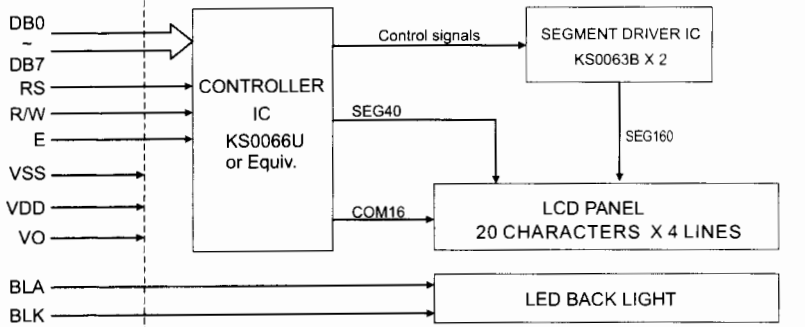 DB0
~
DB7
RS
R/W
E
VSS
VDD
VO
BLA
BLK
CONTROLLER
IC
KS0066U
or Equiv.
Control signals
SEGMENT DRIVER IC
KS0063B X 2
SEG40
SEG160
COM16
LCD PANEL
20 CHARACTERS X 4 LINES
LED BACK LIGHT